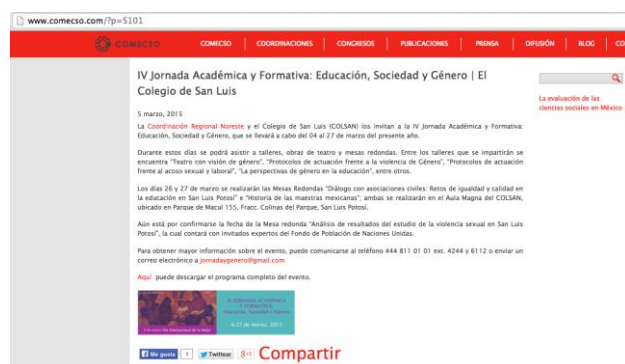 www.comecso.com/?p=5101
COMECSO COMECSO COORDINACIONES CONGRESOS PUBLICACIONES PRENSA DIFUSIÓN BLOG CO
IV Jornada Académica y Formativa: Educación, Sociedad y Género | El
Colegio de San Luis
La evaluación de las
ciencias sociales en México
5 marzo, 2015
La Coordinación Regional Noreste y el Colegio de San Luis (COLSAN) los invitan a la IV Jornada Académica y Formativa:
Educación, Sociedad y Género, que se llevará a cabo del 04 al 27 de marzo del presente año.
Durante estos días se podrá asistir a talleres, obras de teatro y mesas redondas. Entre los talleres que se impartirán se
encuentra "Teatro con visión de género", "Protocolos de actuación frente a la violencia de Género", "Protocolos de actuación
frente al acoso sexual y laboral", "La perspectivas de género en la educación", entre otros.
Los días 26 y 27 de marzo se realizarán las Mesas Redondas "Diálogo con asociaciones civiles: Retos de igualdad y calidad en
la educación en San Luis Potosí" e "Historia de las maestras mexicanas"; ambas se realizarán en el Aula Magna del COLSAN,
ubicado en Parque de Macul 155, Fracc. Colinas del Parque, San Luis Potosí.
Aún está por confirmarse la fecha de la Mesa redonda "Análisis de resultados del estudio de la violencia sexual en San Luis
Potosí", la cual contará con invitados expertos del Fondo de Población de Naciones Unidas.
Para obtener mayor información sobre el evento, puede comunicarse al teléfono 444 811 01 01 ext. 4244 y 6112 o enviar un
correo electrónico a jornadaygenero@gmail.com
Aquí puede descargar el programa completo del evento.
IV JORNADA ACADÉMICA
Y FORMATIVA
Educación, Sociedad y Género
4-27 de marzo, 2015
Me gusta 1 Twittear g+1 Compartir